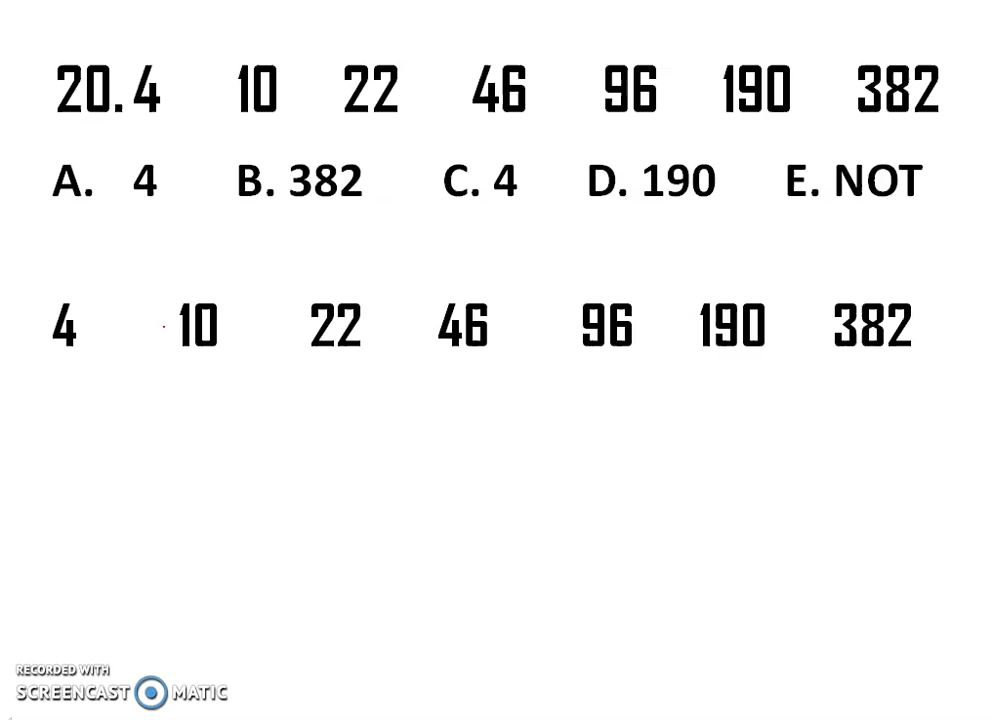 20. 4 10 22 46 96 190 382
A. 4 B. 382 C. 4 D. 190 E. NOT
4 10 22 46 96 190 382
RECORDED WITH
SCREENCAST MATIC